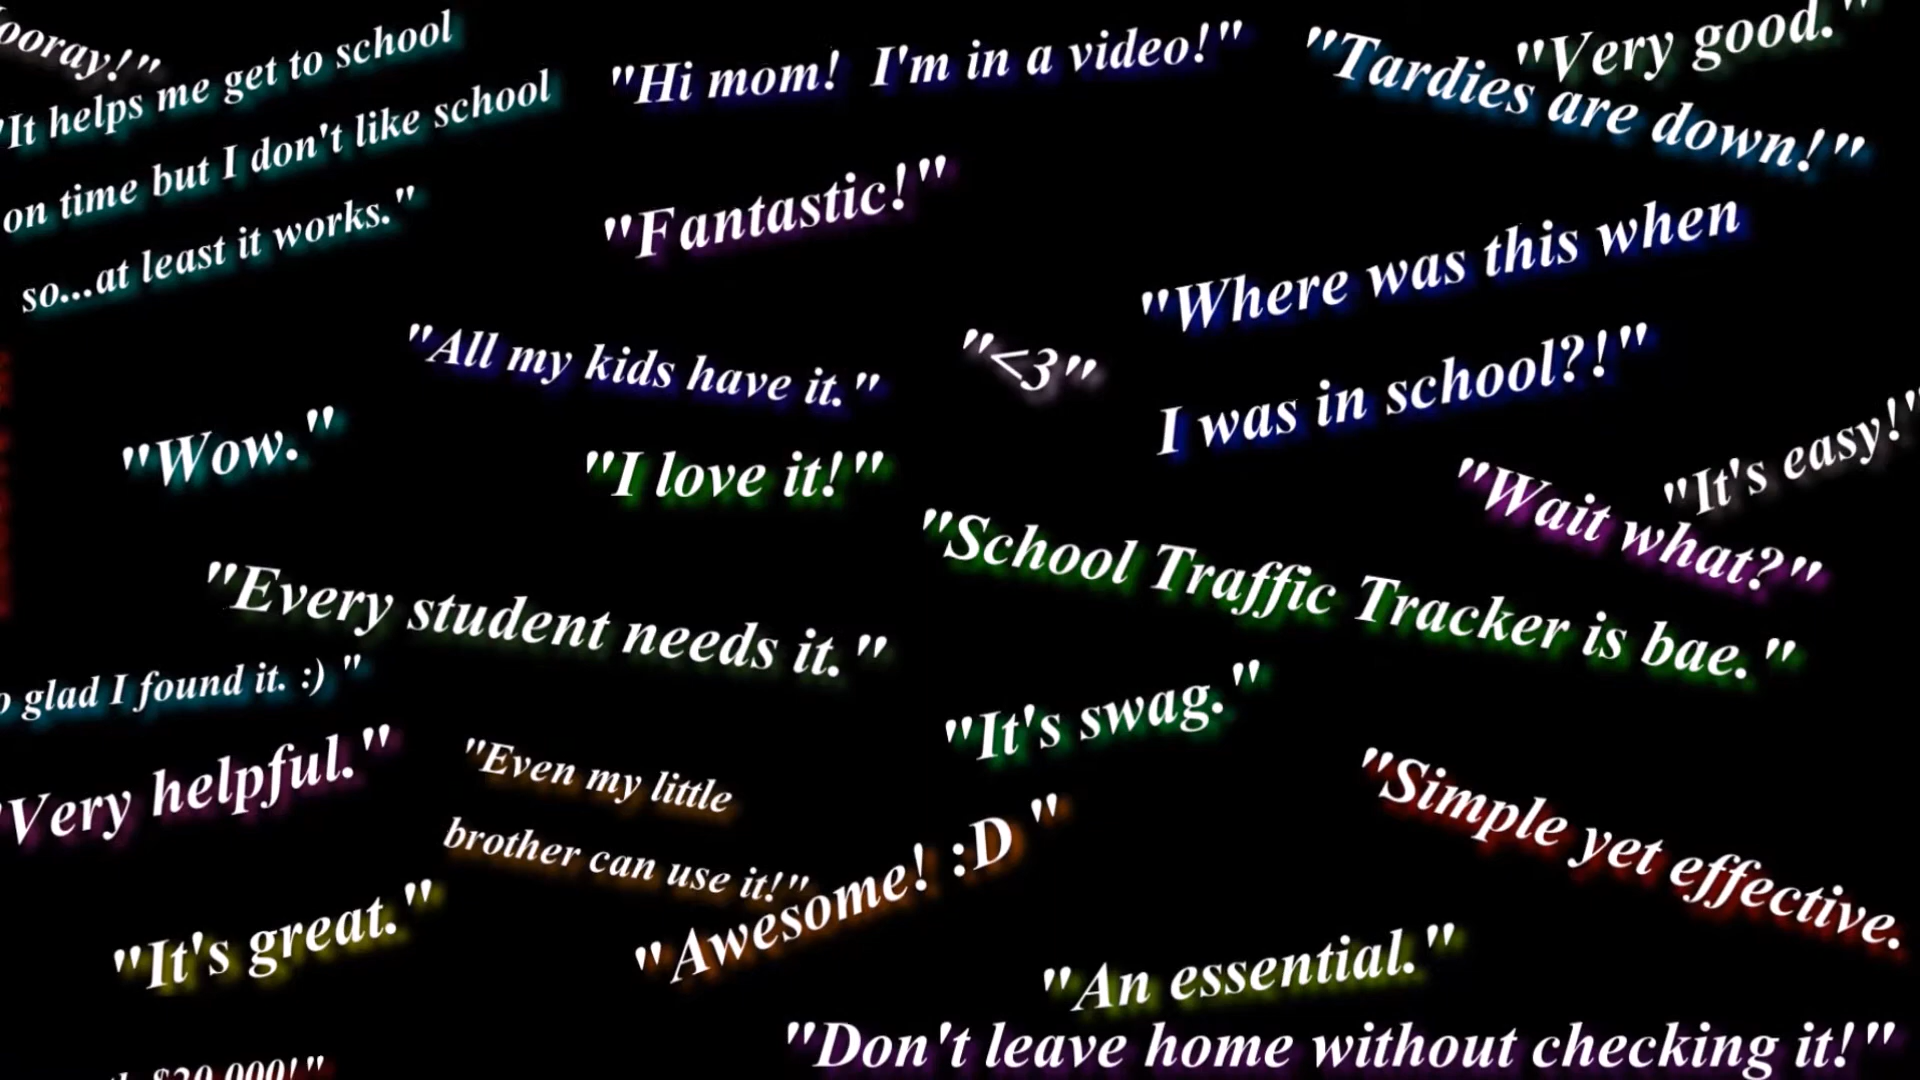 ooray!"
"It helps me get to school
on time but I don't like school
so...at least it works."
"Hi mom!  I'm in a video!"
"Very good."
"Tardies are down!"
"Fantastic!"
"Where was this when
I was in school?!"
"All my kids have it."
"<3"
"Wow."
"I love it!"
"It's easy!"
"Wait what?"
"School Traffic Tracker is bae."
"Every student needs it."
glad I found it. :) "
"It's swag."
"Very helpful."
"Even my little
brother can use it!"
"Simple yet effective.
"Awesome! :D "
"It's great."
"An essential."
"Don't leave home without checking it!"
$20,000!"